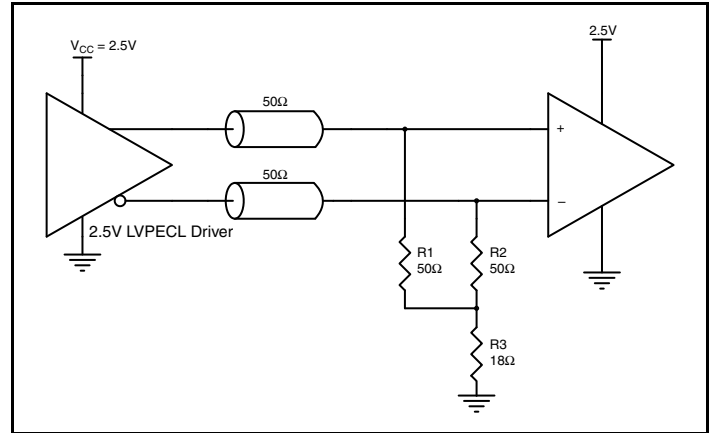 V_CC = 2.5V
2.5V
50Ω
50Ω
+
–
2.5V LVPECL Driver
R1
50Ω
R2
50Ω
R3
18Ω